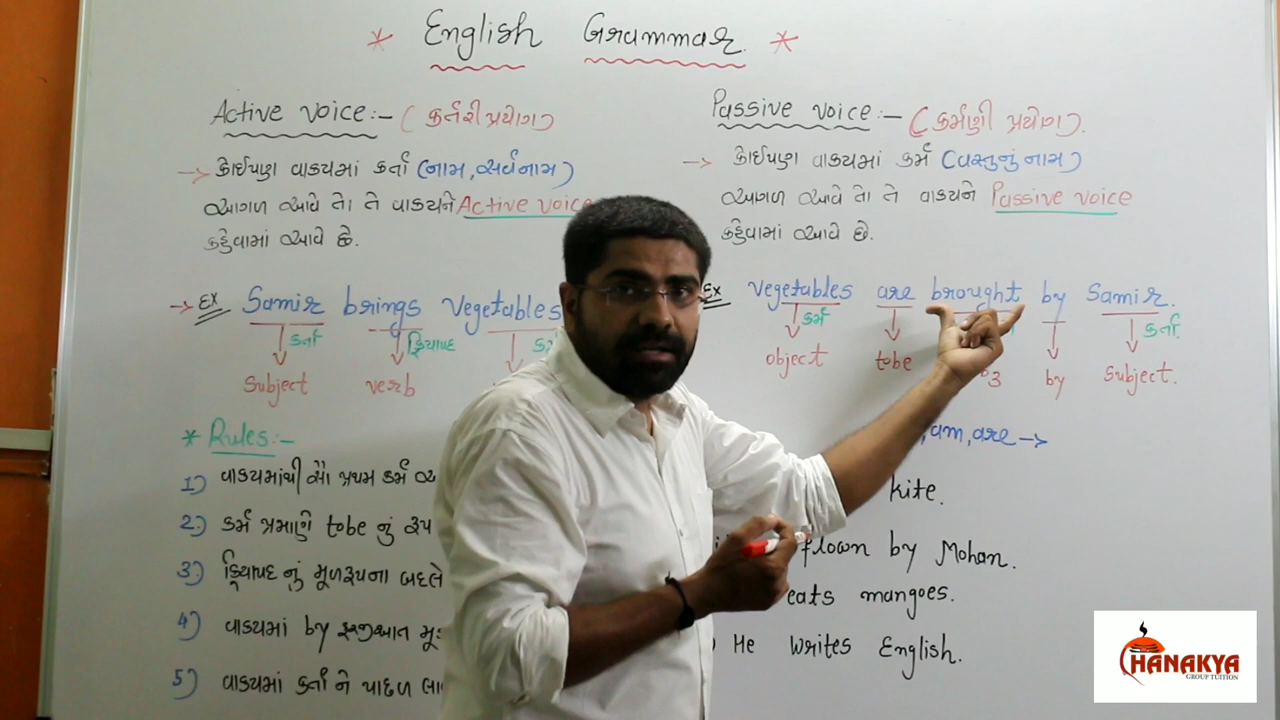 * English Grammar. *
Active voice:- (કર્તરી પ્રયોગ)
→ કોઈપણ વાક્યમાં કર્તા (નામ, સર્વનામ)
આગળ આવે તો તે વાક્યને Active voice
કહેવામાં આવે છે.
→ Ex Samir brings vegetables
કર્તા ક્રિયાપદ
Subject verb
* Rules:-
1) વાક્યમાંથી સૌ પ્રથમ કર્મ
2) કર્મ પ્રમાણે tobe નું રૂપ
3) ક્રિયાપદ નું મૂળરૂપના બદલે
4) વાક્યમાં by
5) વાક્યમાં કર્તા ને પાછળ
Passive voice:- (કર્મણી પ્રયોગ).
→ કોઈપણ વાક્યમાં કર્મ (વસ્તુનું નામ)
આગળ આવે તો તે વાક્યને Passive voice
કહેવામાં આવે છે.
Ex vegetables are brought by Samir.
કર્મ કર્તા.
object tobe by Subject.
, am, are →
kite.
flown by Mohan.
eats mangoes.
) He writes English.
CHANAKYA
GROUP TUITION